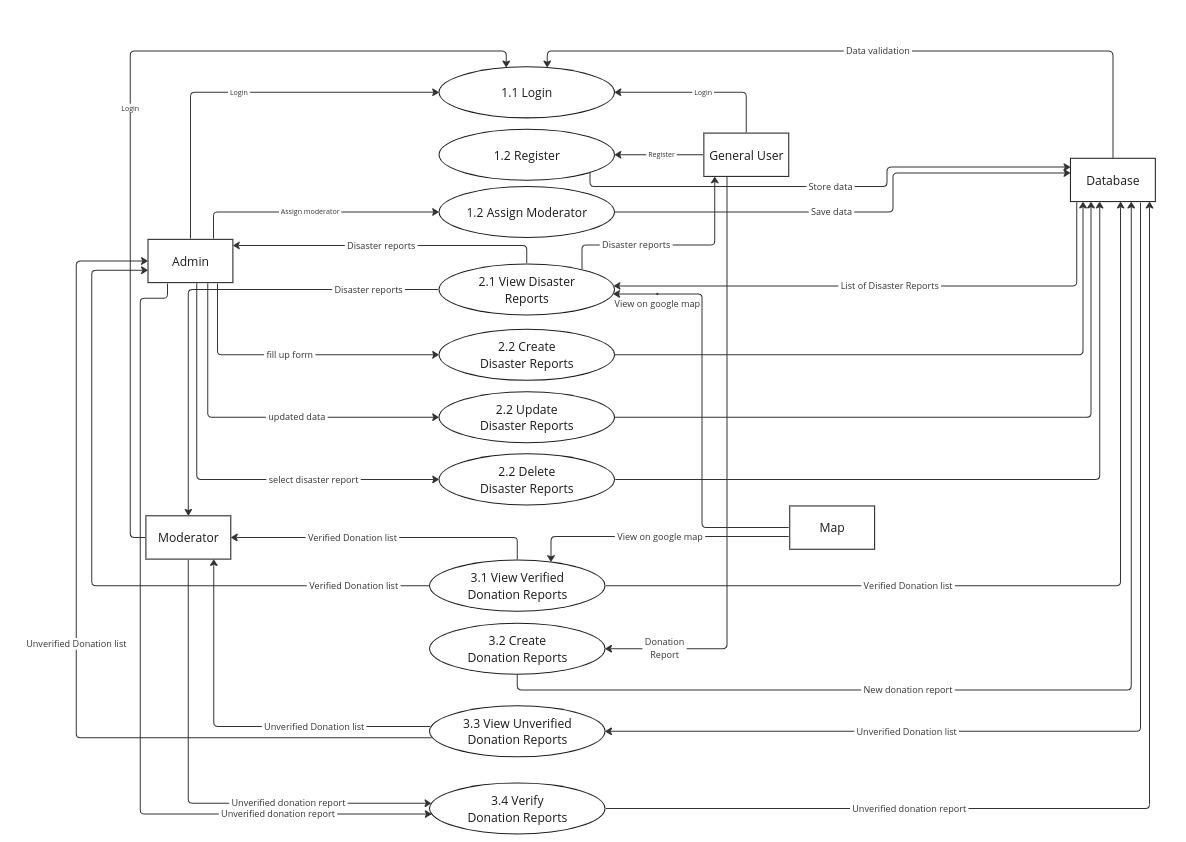 Data validation
Login
Login
Login
1.1 Login
1.2 Register
Register
General User
Database
Store data
Assign moderator
1.2 Assign Moderator
Save data
Admin
Disaster reports
Disaster reports
2.1 View Disaster
Reports
Disaster reports
List of Disaster Reports
View on google map
2.2 Create
Disaster Reports
fill up form
2.2 Update
Disaster Reports
updated data
2.2 Delete
Disaster Reports
select disaster report
Map
Moderator
Verified Donation list
View on google map
3.1 View Verified
Donation Reports
Verified Donation list
Verified Donation list
Unverified Donation list
3.2 Create
Donation Reports
Donation
Report
New donation report
3.3 View Unverified
Donation Reports
Unverified Donation list
Unverified Donation list
3.4 Verify
Donation Reports
Unverified donation report
Unverified donation report
Unverified donation report